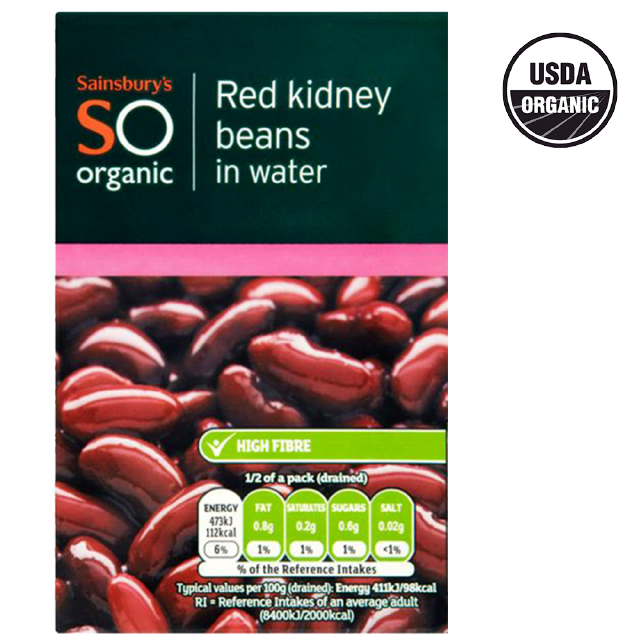 Sainsbury's
SO
organic
Red kidney
beans
in water
USDA
ORGANIC
HIGH FIBRE
1/2 of a pack (drained)
ENERGY
473kJ
112kcal
6%
FAT
0.8g
1%
SATURATES
0.2g
1%
SUGARS
0.6g
1%
SALT
0.02g
<1%
% of the Reference Intakes
Typical values per 100g (drained): Energy 411kJ/98kcal
RI = Reference Intakes of an average adult
(8400kJ/2000kcal)